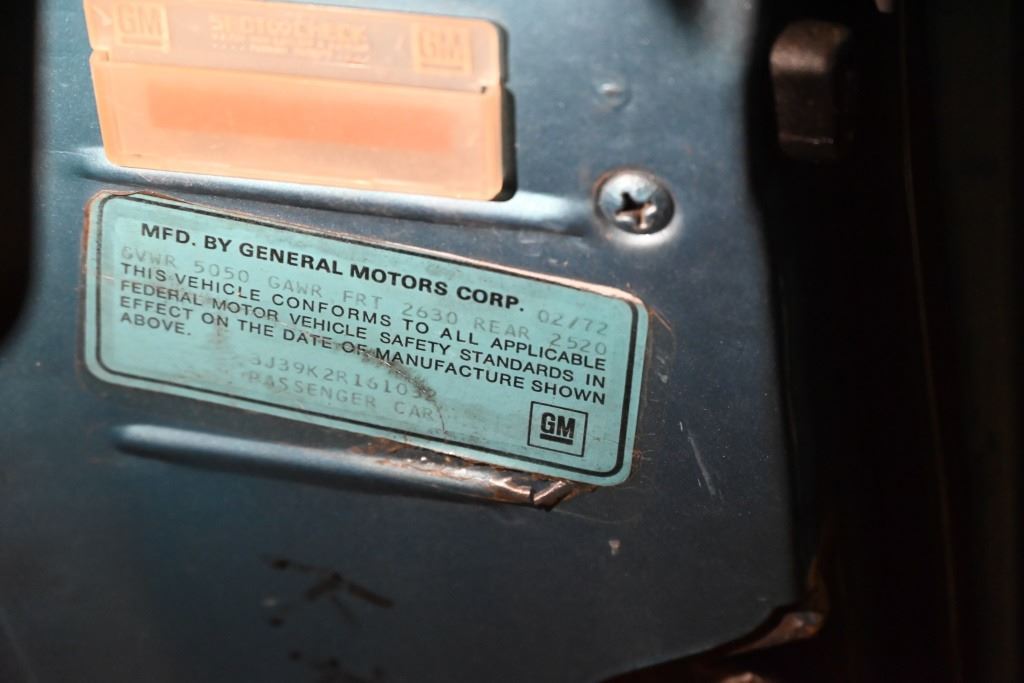 GM GM
MFD. BY GENERAL MOTORS CORP. 02/72
GVWR 5050 GAWR FRT 2630 REAR 2520
THIS VEHICLE CONFORMS TO ALL APPLICABLE
FEDERAL MOTOR VEHICLE SAFETY STANDARDS IN
EFFECT ON THE DATE OF MANUFACTURE SHOWN
ABOVE.
3J39K2R161032
PASSENGER CAR
GM